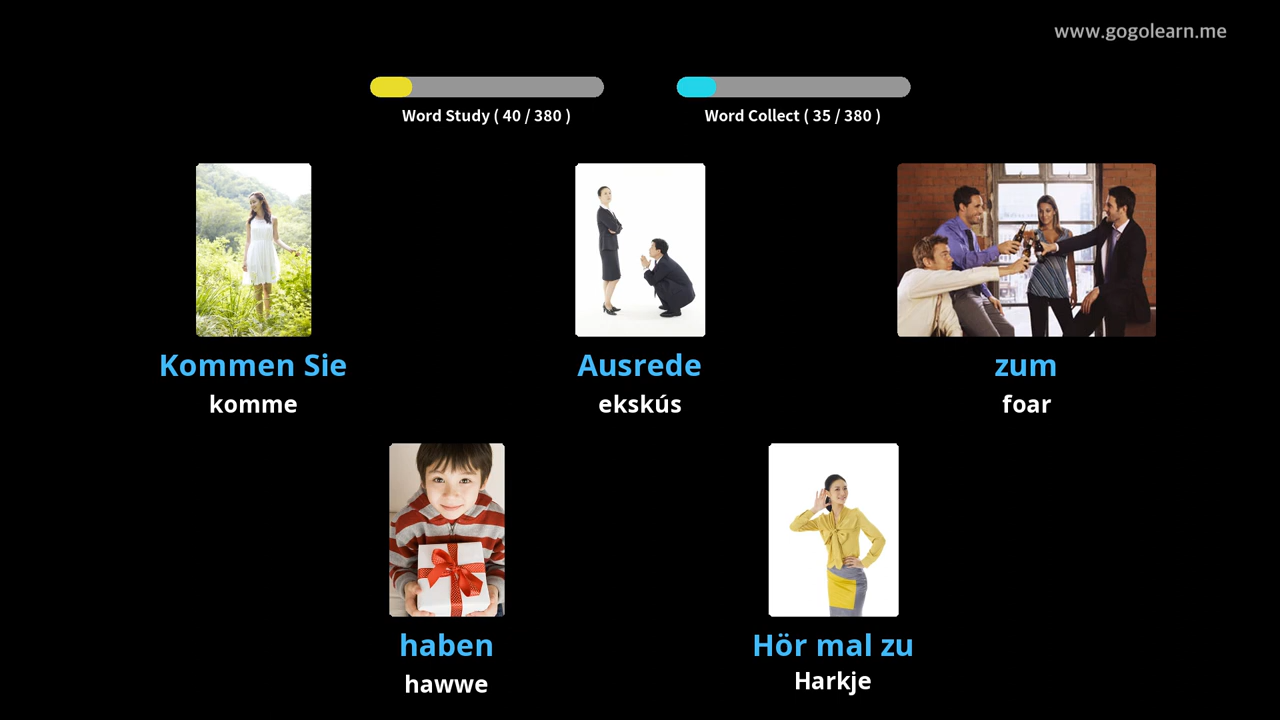 www.gogolearn.me
Word Study ( 40 / 380 )
Word Collect ( 35 / 380 )
Kommen Sie
komme
Ausrede
ekskús
zum
foar
haben
hawwe
Hör mal zu
Harkje